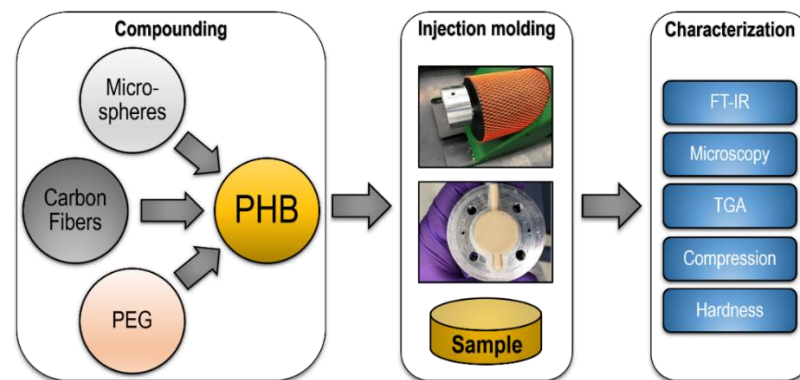 Compounding
Micro-
spheres
Carbon
Fibers
PEG
PHB
Injection molding
Sample
Characterization
FT-IR
Microscopy
TGA
Compression
Hardness